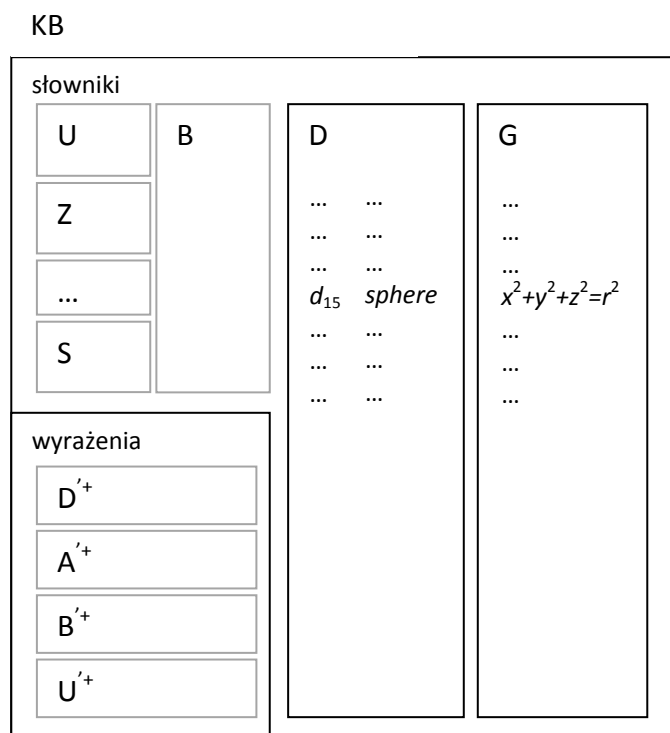 KB
słowniki
U
B
D
G
Z
...
S
... ...
... ...
... ...
d₁₅ sphere
... ...
... ...
... ...
...
...
...
x²+y²+z²=r²
...
...
...
wyrażenia
D′⁺
A′⁺
B′⁺
U′⁺